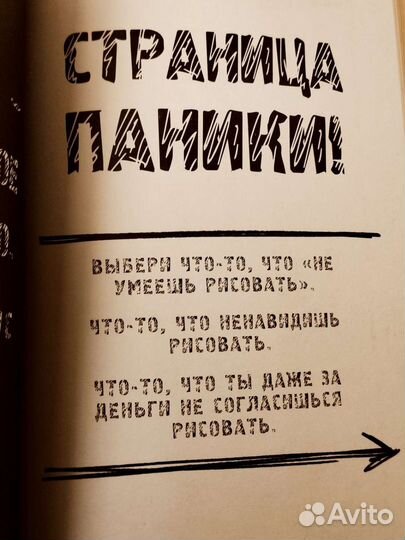 СТРАНИЦА
ПАНИКИ!
ВЫБЕРИ ЧТО-ТО, ЧТО «НЕ
УМЕЕШЬ РИСОВАТЬ».
ЧТО-ТО, ЧТО НЕНАВИДИШЬ
РИСОВАТЬ.
ЧТО-ТО, ЧТО ТЫ ДАЖЕ ЗА
ДЕНЬГИ НЕ СОГЛАСИШЬСЯ
РИСОВАТЬ.
Avito